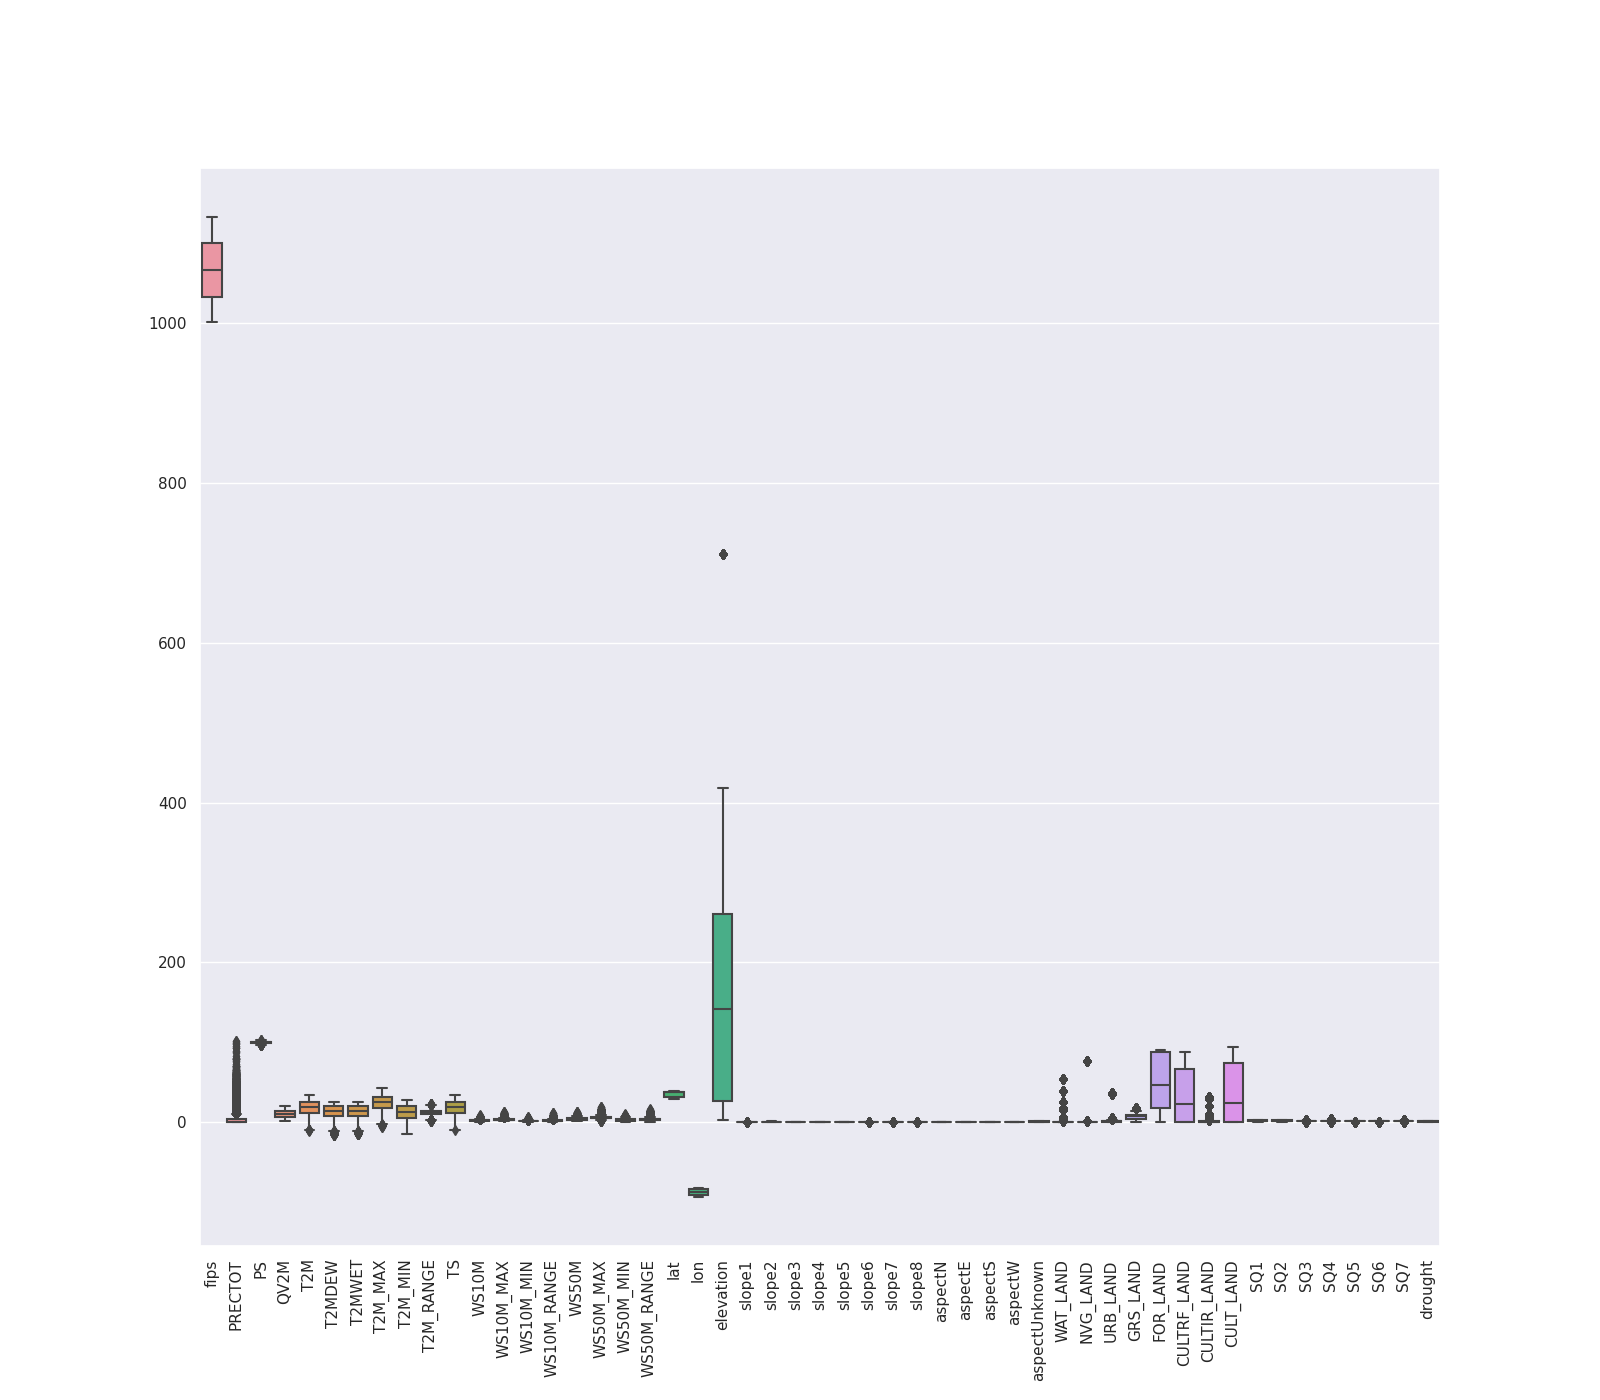 1000
800
600
400
200
0
fips
PRECTOT
PS
QV2M
T2M
T2MDEW
T2MWET
T2M_MAX
T2M_MIN
T2M_RANGE
TS
WS10M
WS10M_MAX
WS10M_MIN
WS10M_RANGE
WS50M
WS50M_MAX
WS50M_MIN
WS50M_RANGE
lat
lon
elevation
slope1
slope2
slope3
slope4
slope5
slope6
slope7
slope8
aspectN
aspectE
aspectS
aspectW
aspectUnknown
WAT_LAND
NVG_LAND
URB_LAND
GRS_LAND
FOR_LAND
CULTRF_LAND
CULTIR_LAND
CULT_LAND
SQ1
SQ2
SQ3
SQ4
SQ5
SQ6
SQ7
drought